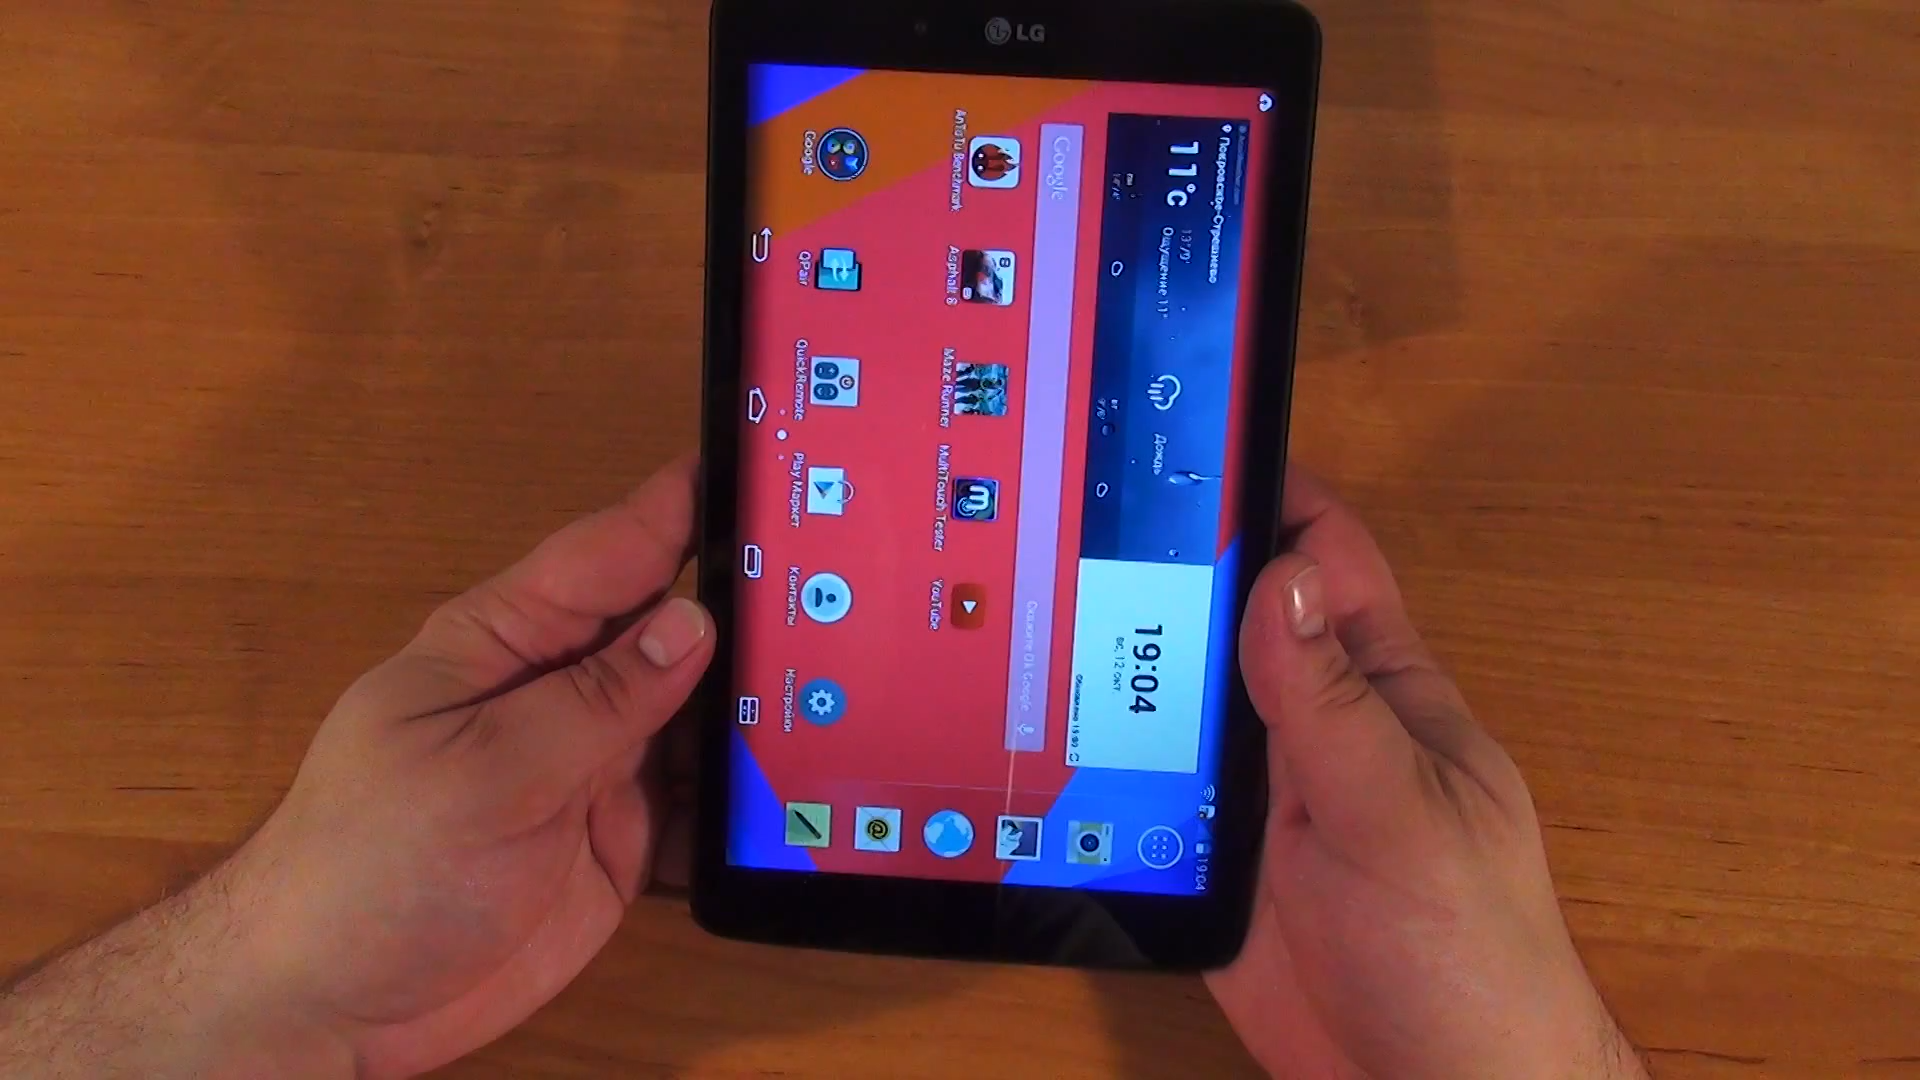 LG
Покровское-Стрешнево
11°C
Ощущение 11°
Дождь
19:04
вс, 12 окт.
Google
Скажите Ok Google
AnTuTu Benchmark
Asphalt 8
Maze Runner
MultiTouch Tester
YouTube
Google
QPair
QuickRemote
Play Маркет
Контакты
Настройки
19:04